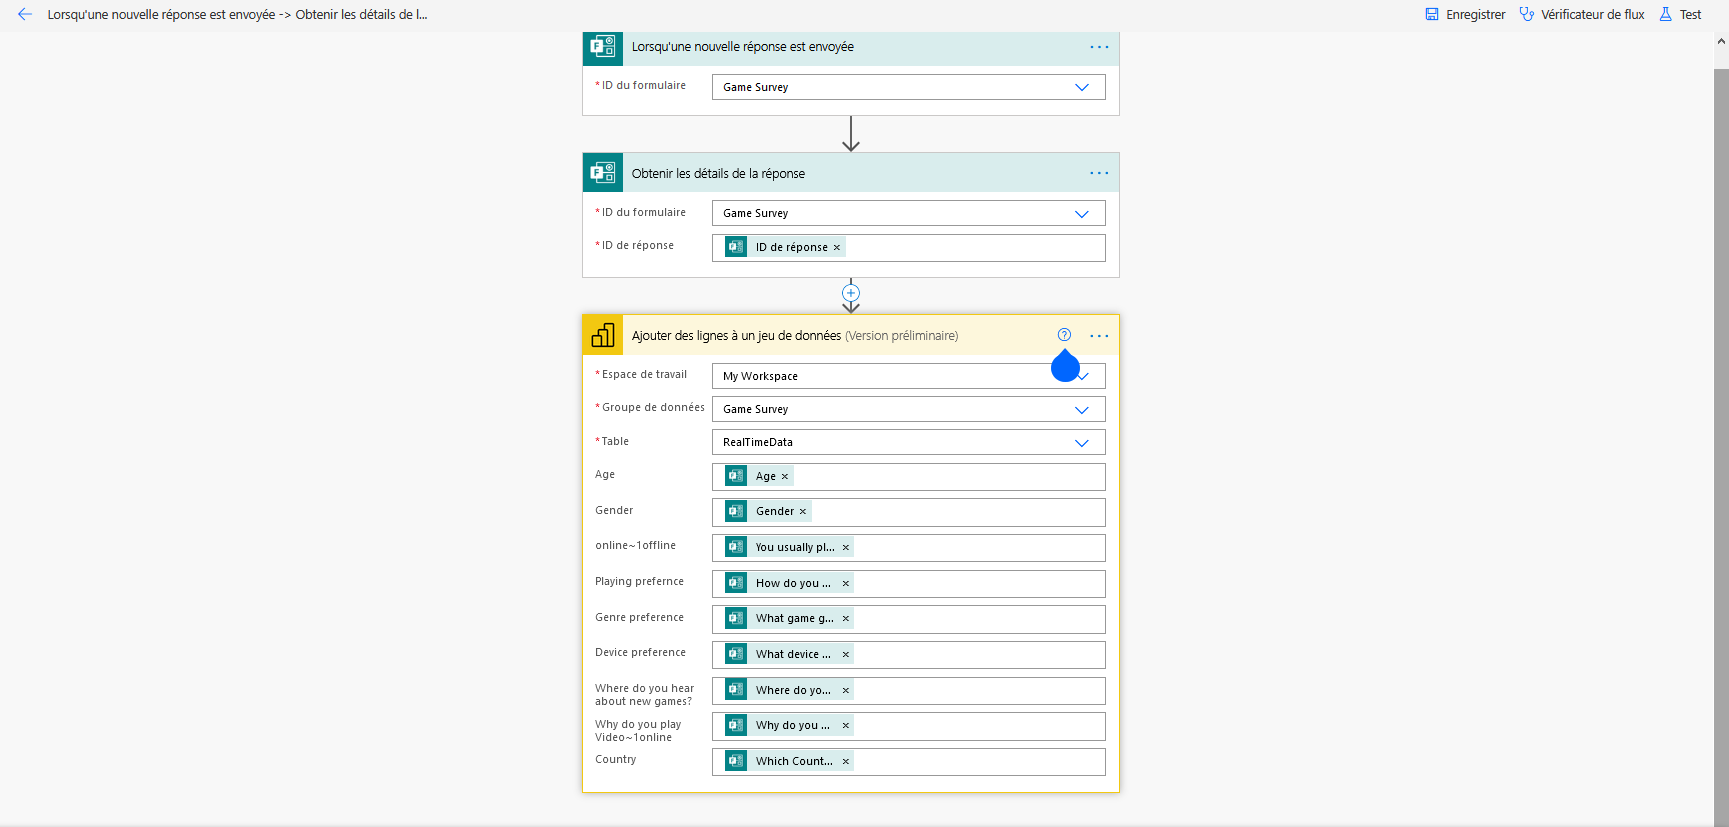 Lorsqu'une nouvelle réponse est envoyée -> Obtenir les détails de l...
Enregistrer
Vérificateur de flux
Test
Lorsqu'une nouvelle réponse est envoyée
* ID du formulaire
Game Survey
Obtenir les détails de la réponse
* ID du formulaire
Game Survey
* ID de réponse
ID de réponse
Ajouter des lignes à un jeu de données (Version préliminaire)
* Espace de travail
My Workspace
* Groupe de données
Game Survey
* Table
RealTimeData
Age
Age
Gender
Gender
online~1offline
You usually pl...
Playing prefernce
How do you ...
Genre preference
What game g...
Device preference
What device ...
Where do you hear
about new games?
Where do yo...
Why do you play
Video~1online
Why do you ...
Country
Which Count...